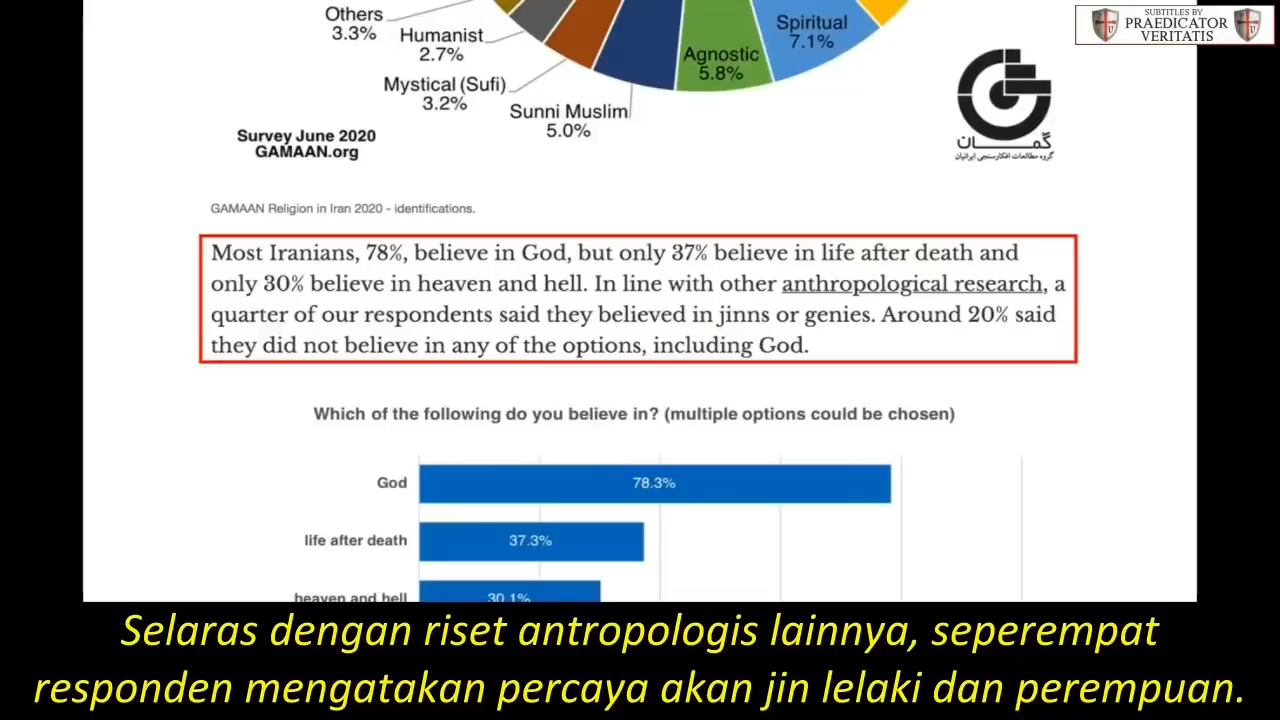 SUBTITLES BY
PRAEDICATOR
VERITATIS
Others
3.3%
Humanist
2.7%
Mystical (Sufi)
3.2%
Sunni Muslim
5.0%
Agnostic
5.8%
Spiritual
7.1%
Survey June 2020
GAMAAN.org
گمان
گروه مطالعات افکارسنجی ایرانیان
GAMAAN Religion in Iran 2020 - identifications.
Most Iranians, 78%, believe in God, but only 37% believe in life after death and
only 30% believe in heaven and hell. In line with other anthropological research, a
quarter of our respondents said they believed in jinns or genies. Around 20% said
they did not believe in any of the options, including God.
Which of the following do you believe in? (multiple options could be chosen)
God 78.3%
life after death 37.3%
heaven and hell 30.1%
Selaras dengan riset antropologis lainnya, seperempat
responden mengatakan percaya akan jin lelaki dan perempuan.